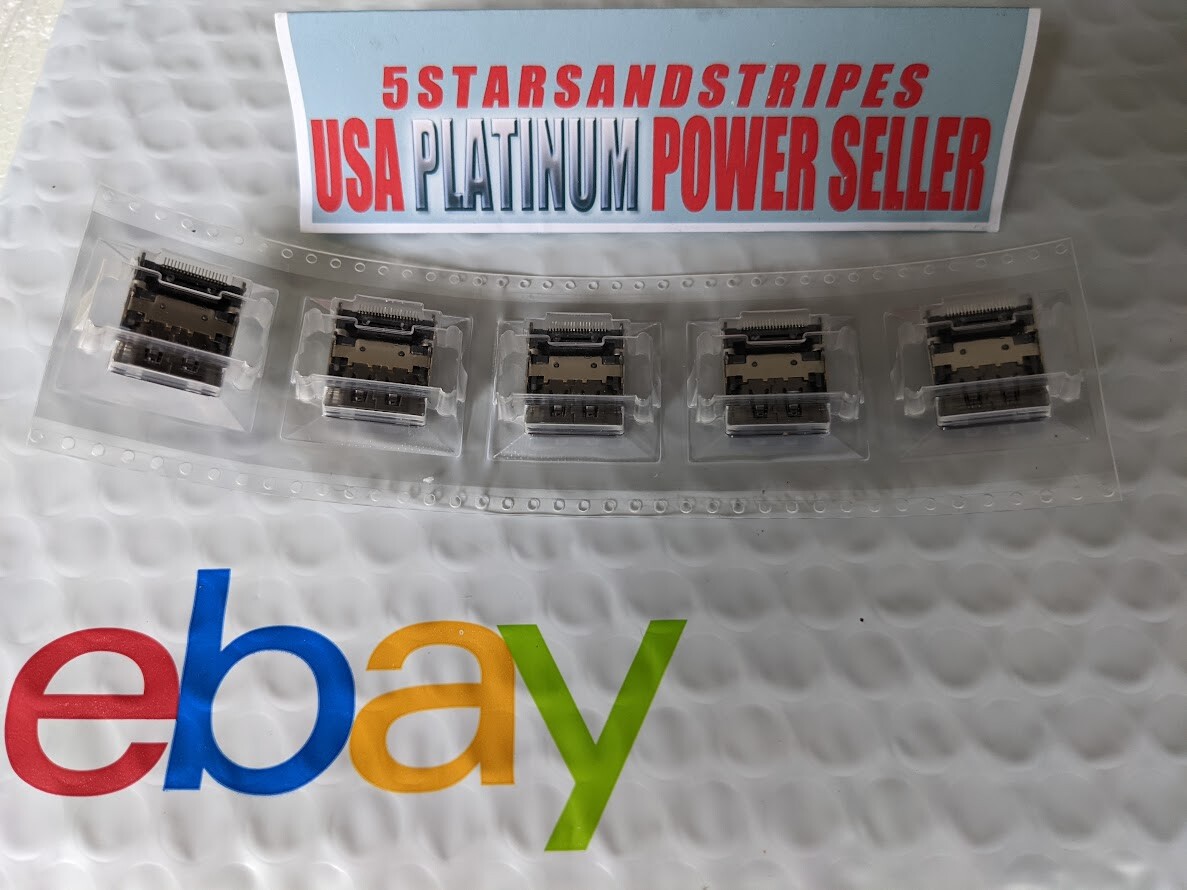 5STARSANDSTRIPES
USA PLATINUM POWER SELLER
ebay